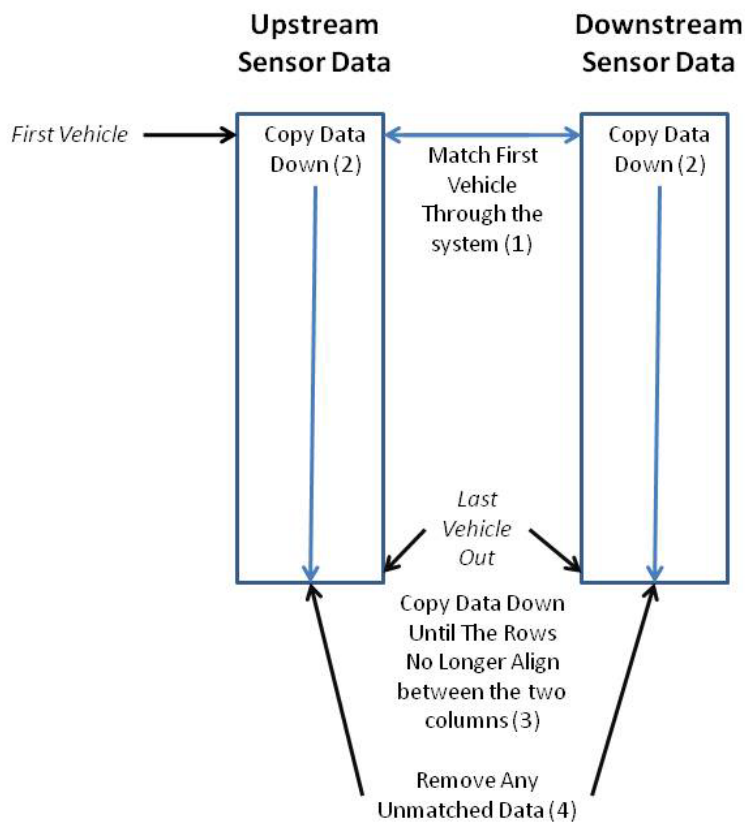 Upstream
Sensor Data
Downstream
Sensor Data
First Vehicle
Copy Data
Down (2)
Match First
Vehicle
Through the
system (1)
Copy Data
Down (2)
Last
Vehicle
Out
Copy Data Down
Until The Rows
No Longer Align
between the two
columns (3)
Remove Any
Unmatched Data (4)